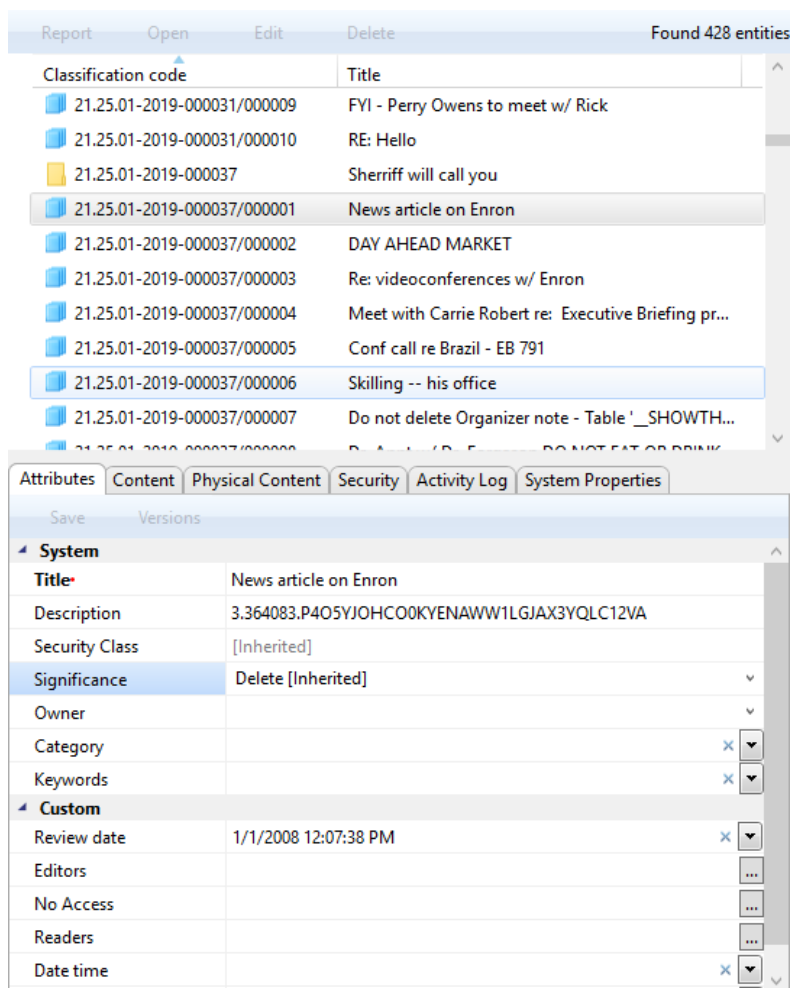 Report Open Edit Delete Found 428 entities
Classification code Title
21.25.01-2019-000031/000009 FYI - Perry Owens to meet w/ Rick
21.25.01-2019-000031/000010 RE: Hello
21.25.01-2019-000037 Sherriff will call you
21.25.01-2019-000037/000001 News article on Enron
21.25.01-2019-000037/000002 DAY AHEAD MARKET
21.25.01-2019-000037/000003 Re: videoconferences w/ Enron
21.25.01-2019-000037/000004 Meet with Carrie Robert re: Executive Briefing pr...
21.25.01-2019-000037/000005 Conf call re Brazil - EB 791
21.25.01-2019-000037/000006 Skilling -- his office
21.25.01-2019-000037/000007 Do not delete Organizer note - Table '__SHOWTH...
Attributes Content Physical Content Security Activity Log System Properties
Save Versions
System
Title News article on Enron
Description 3.364083.P4O5YJOHCO0KYENAWW1LGJAX3YQLC12VA
Security Class [Inherited]
Significance Delete [Inherited]
Owner
Category
Keywords
Custom
Review date 1/1/2008 12:07:38 PM
Editors ...
No Access ...
Readers ...
Date time